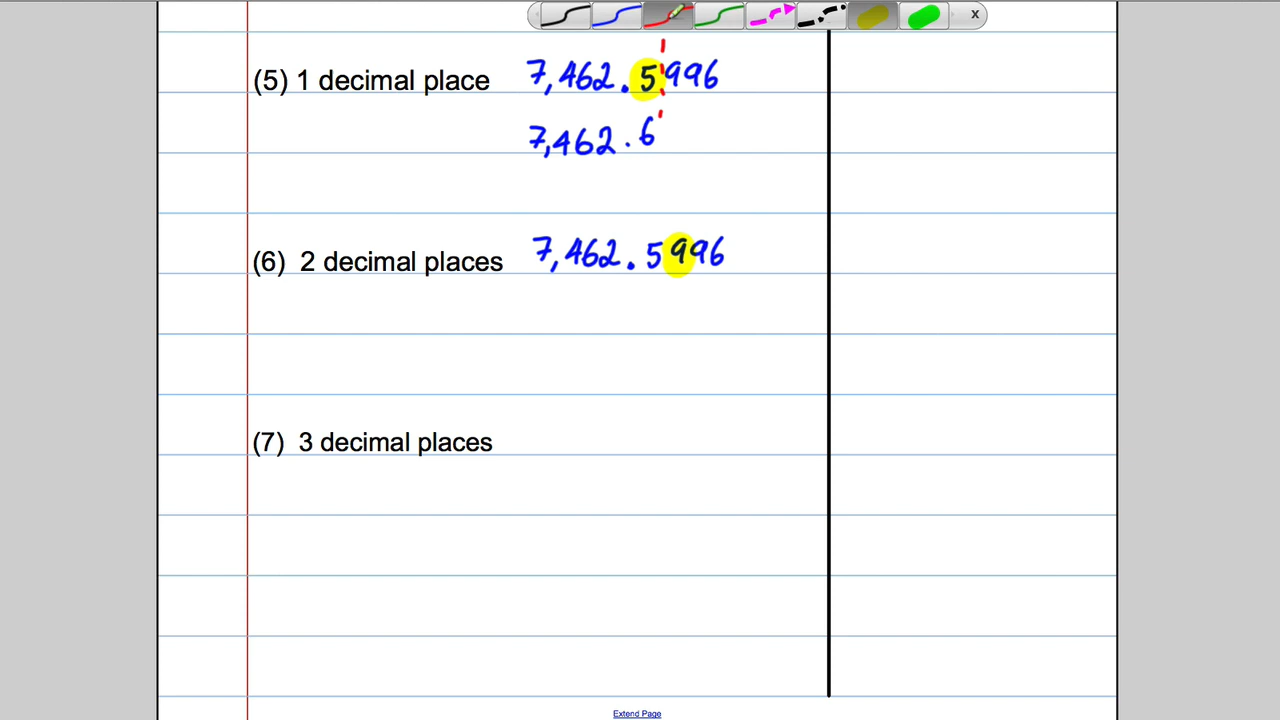 x
(5) 1 decimal place 7,462.5996
7,462.6
(6) 2 decimal places 7,462.5996
(7) 3 decimal places
Extend Page